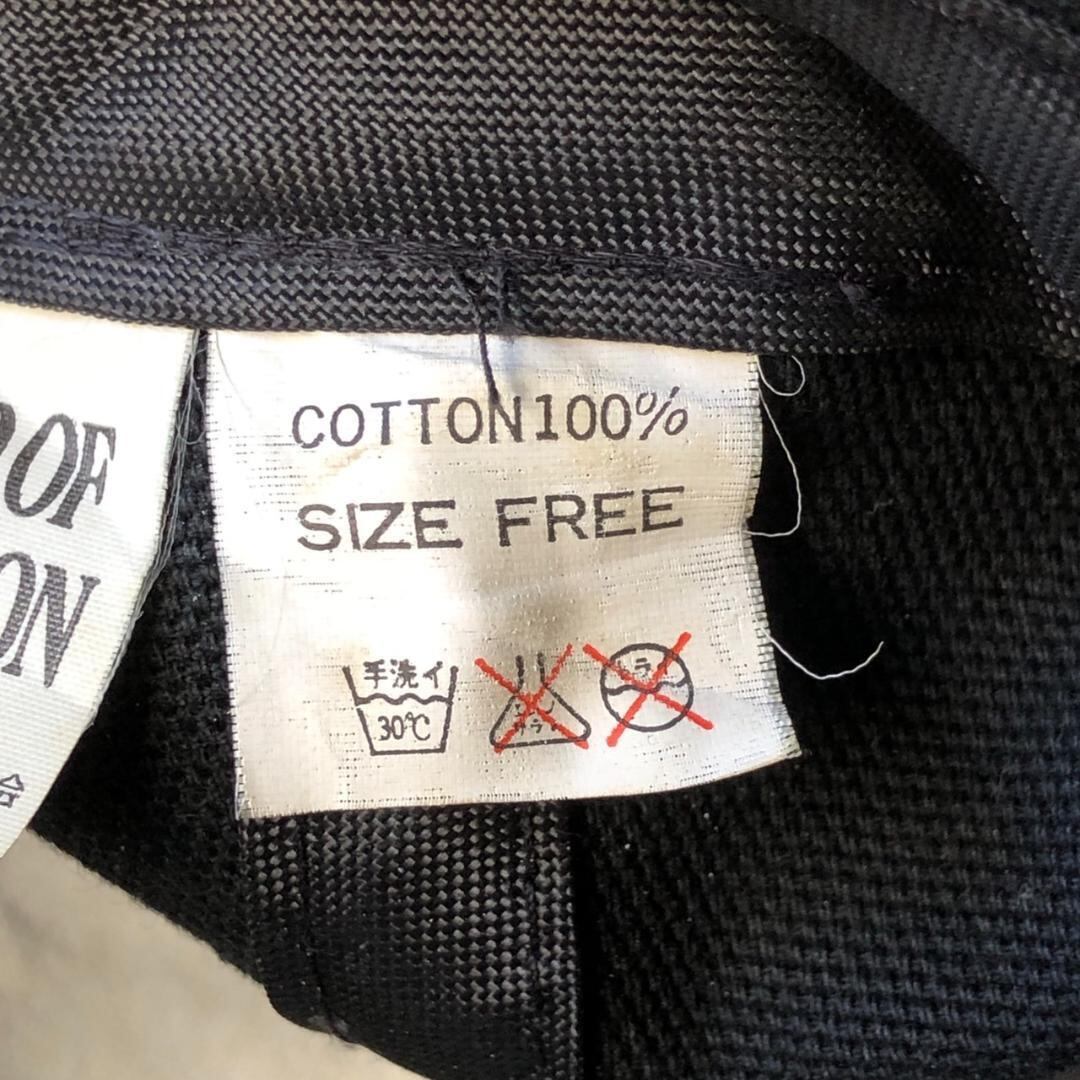 OF
ON
COTTON100%
SIZE FREE
手洗イ
30℃